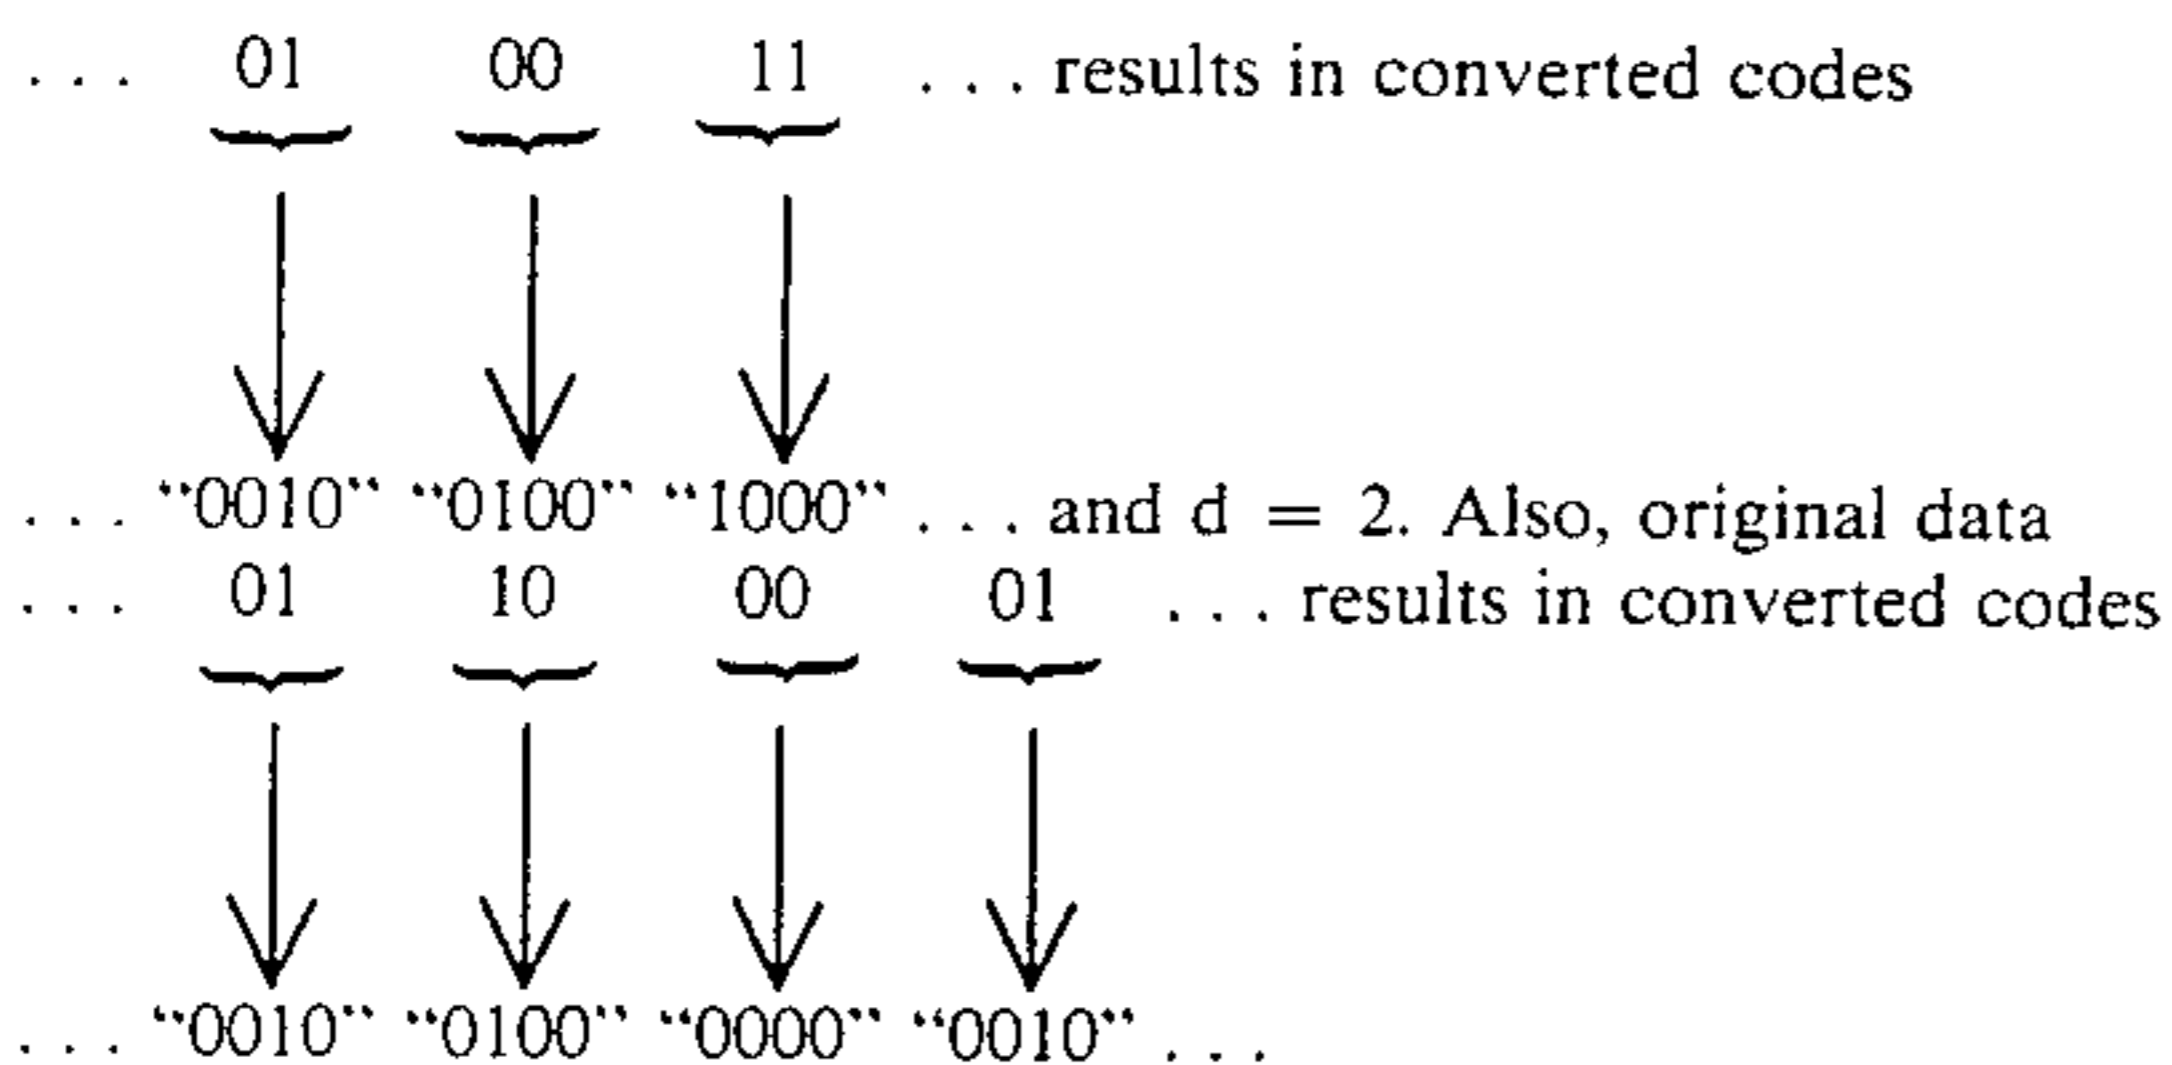 . . . 01 00 11 . . . results in converted codes
. . . “0010” “0100” “1000” . . . and d = 2. Also, original data
. . . 01 10 00 01 . . . results in converted codes
. . . “0010” “0100” “0000” “0010” . . .